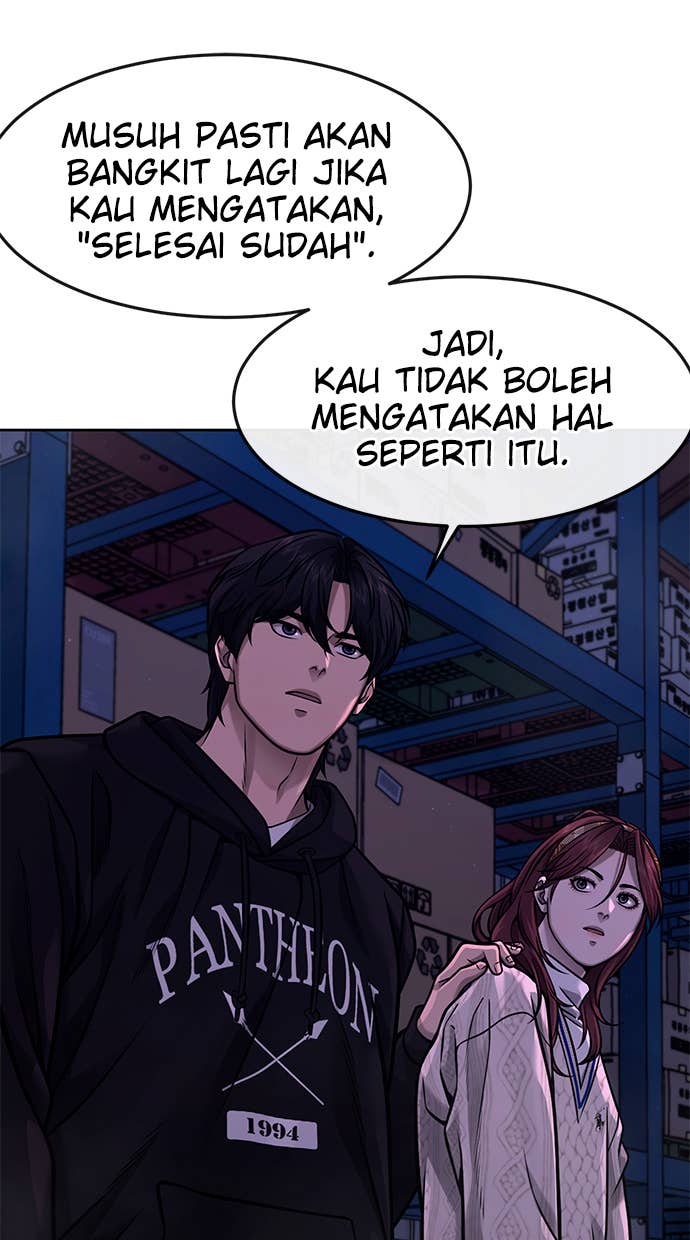 MUSUH PASTI AKAN
BANGKIT LAGI JIKA
KAU MENGATAKAN,
"SELESAI SUDAH".
JADI,
KAU TIDAK BOLEH
MENGATAKAN HAL
SEPERTI ITU.
PANTHEON
1994